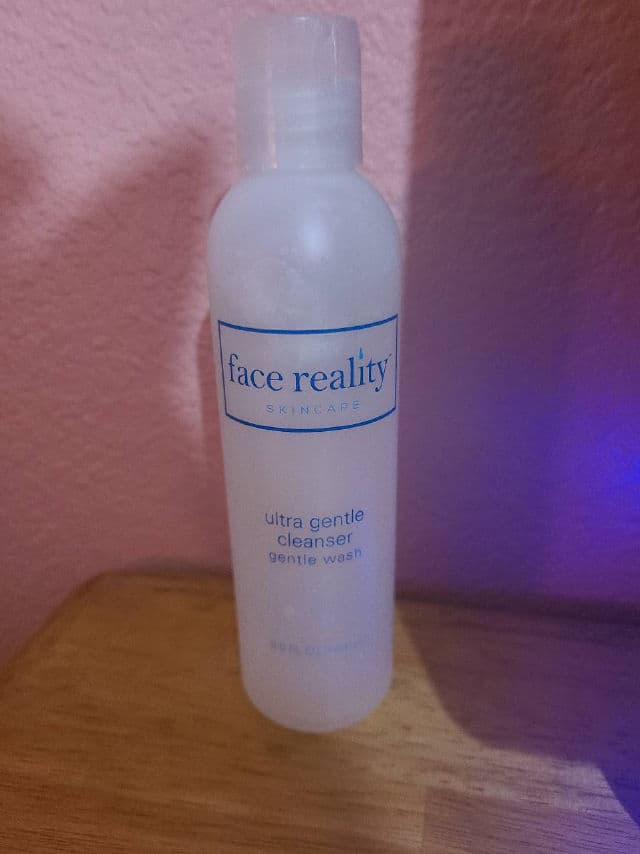 face reality
SKINCARE
ultra gentle
cleanser
gentle wash